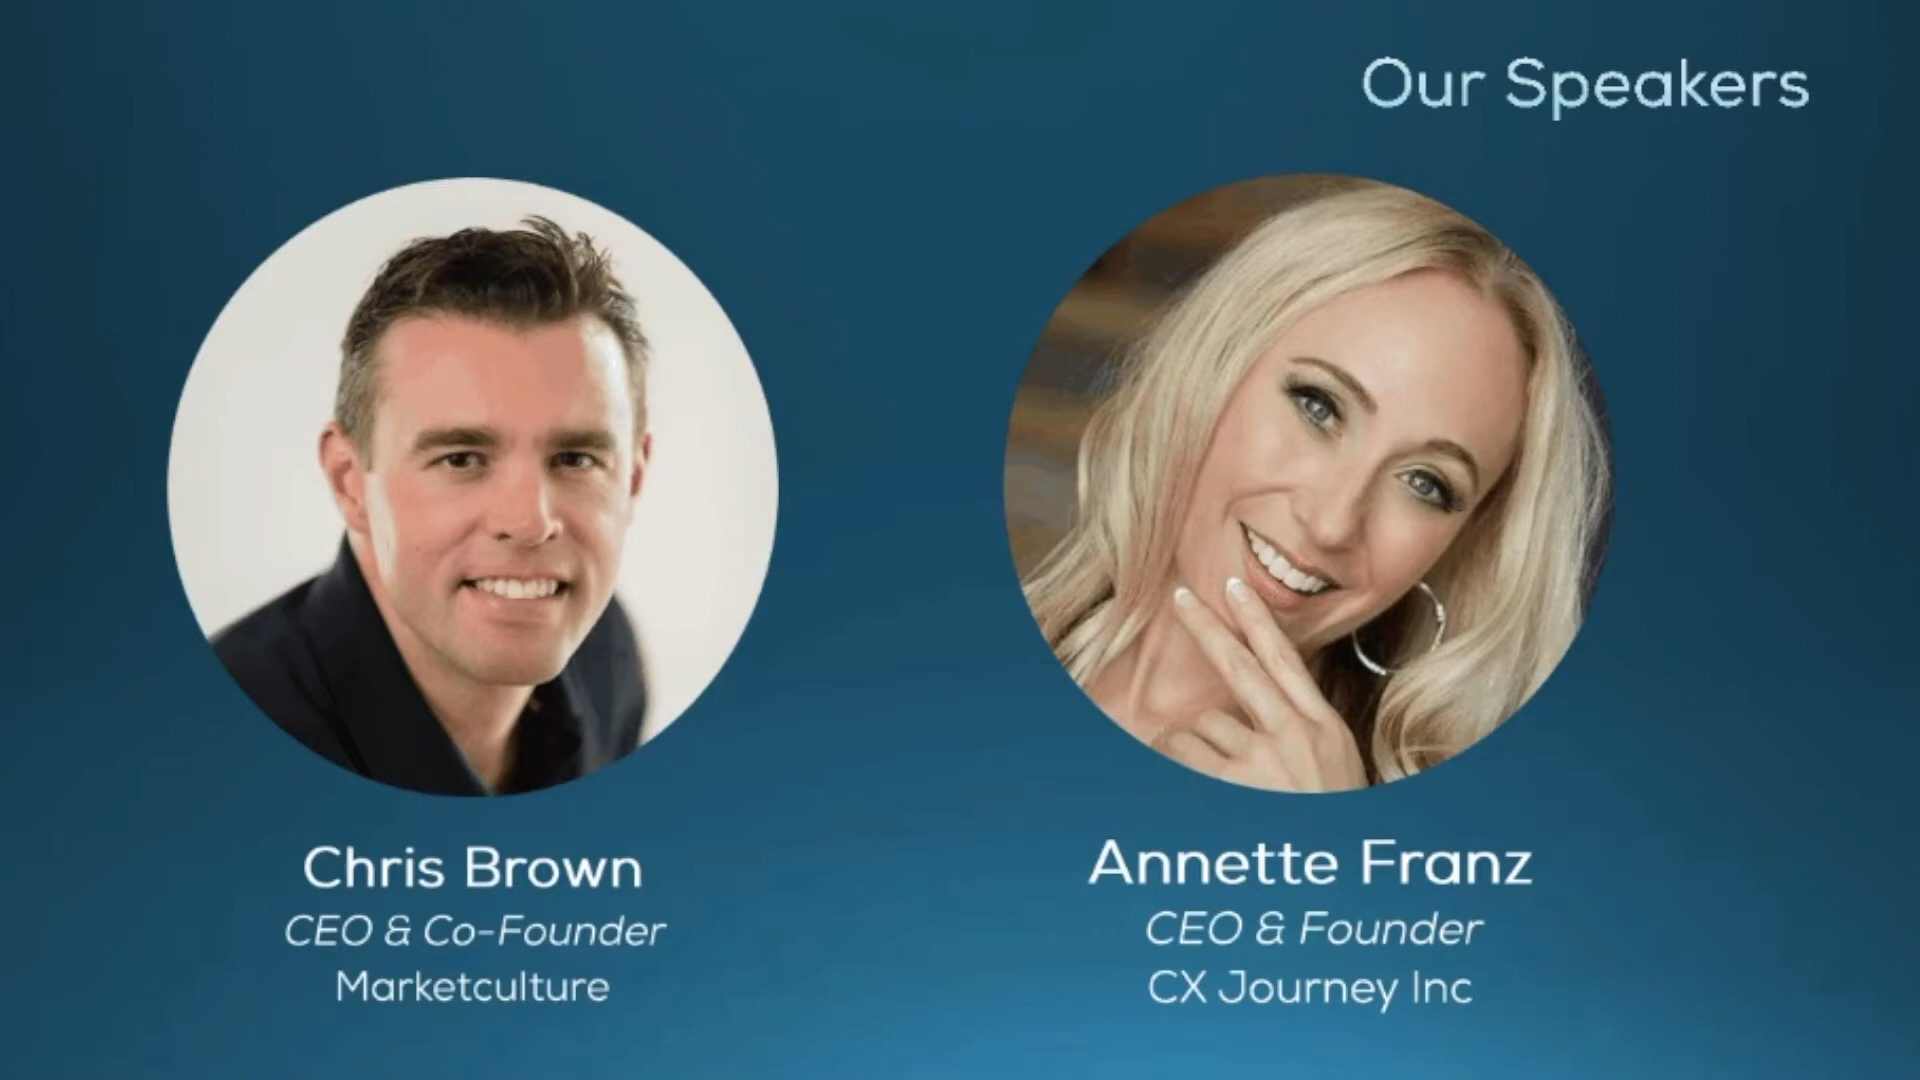 Our Speakers
Chris Brown
CEO & Co-Founder
Marketculture
Annette Franz
CEO & Founder
CX Journey Inc